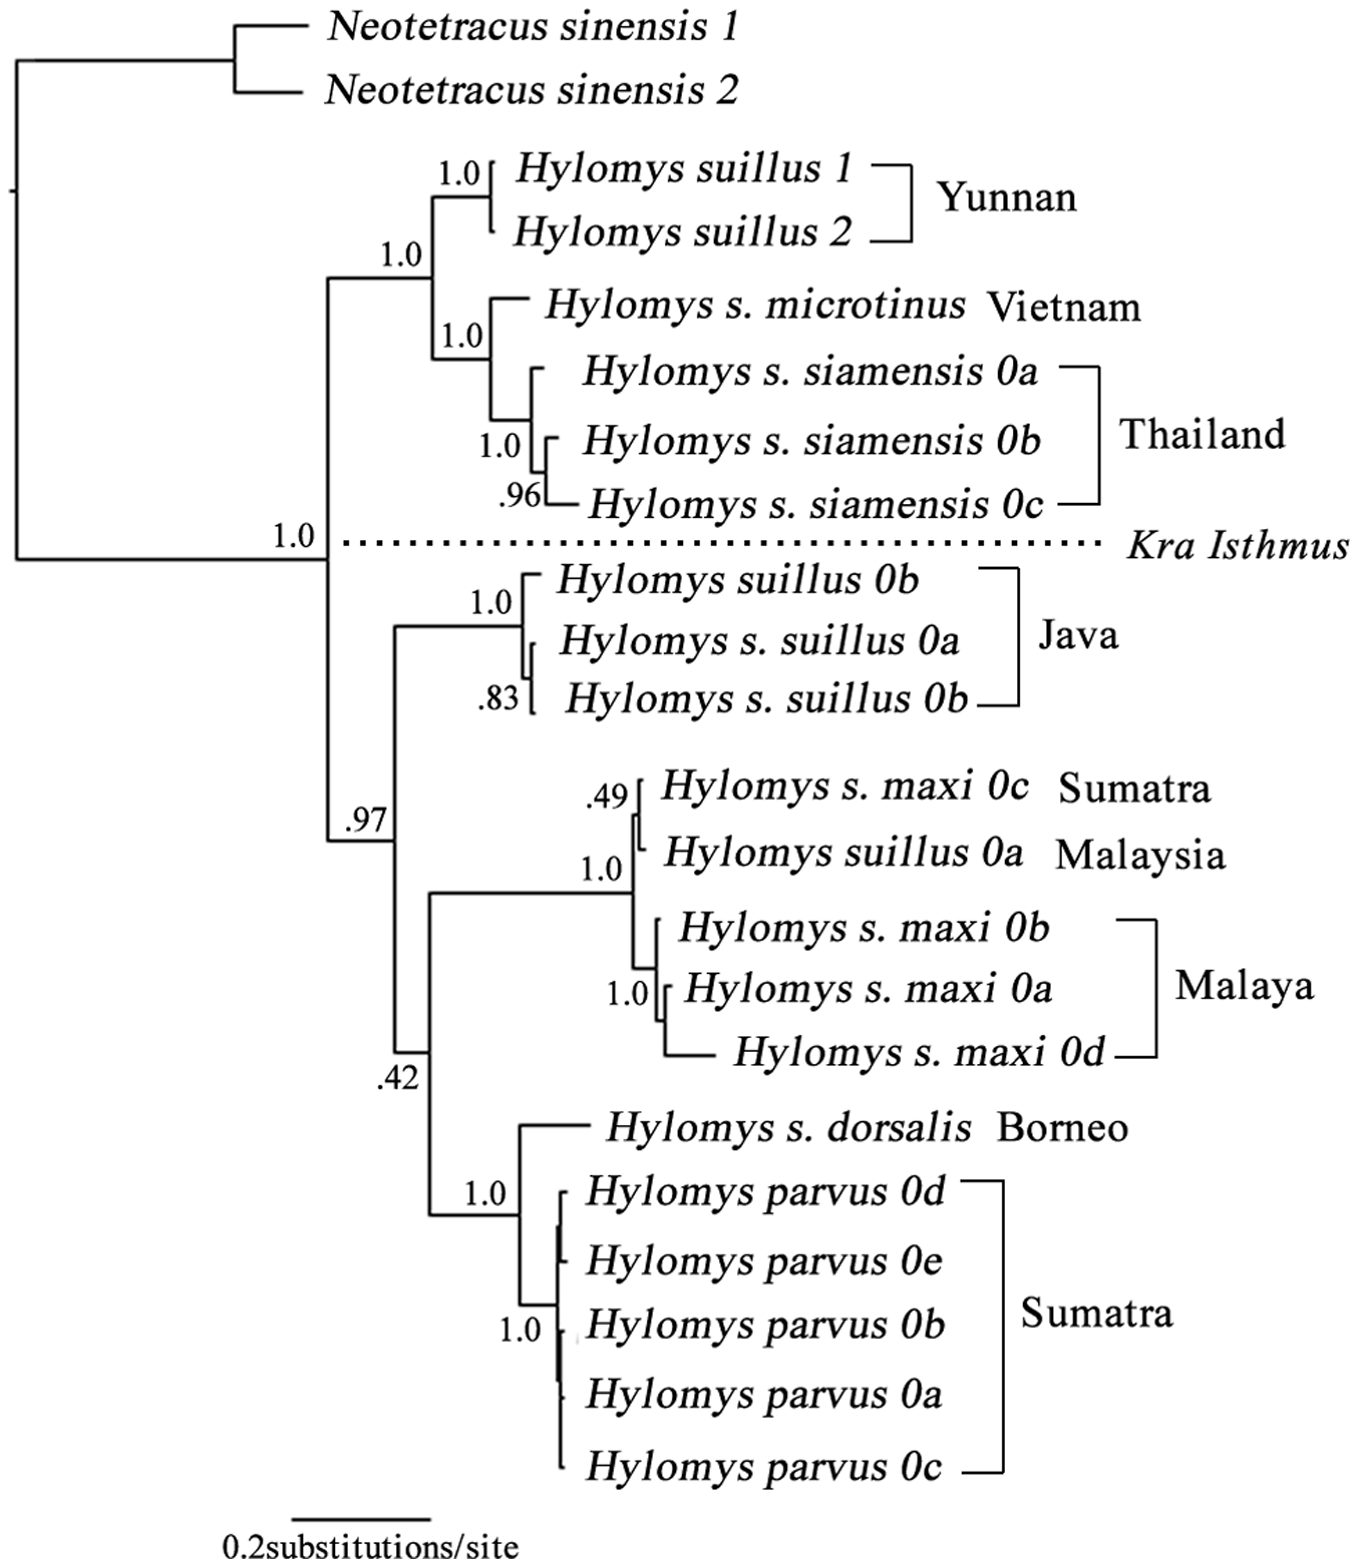 Neotetracus sinensis 1
Neotetracus sinensis 2
1.0
Hylomys suillus 1
Yunnan
Hylomys suillus 2
1.0
Hylomys s. microtinus Vietnam
1.0
Hylomys s. siamensis 0a
Thailand
Hylomys s. siamensis 0b
1.0
.96
Hylomys s. siamensis 0c
1.0
Kra Isthmus
Hylomys suillus 0b
1.0
Java
Hylomys s. suillus 0a
.83
Hylomys s. suillus 0b
.49
Hylomys s. maxi 0c Sumatra
.97
Hylomys suillus 0a Malaysia
1.0
Hylomys s. maxi 0b
Malaya
1.0
Hylomys s. maxi 0a
Hylomys s. maxi 0d
.42
Hylomys s. dorsalis Borneo
1.0
Hylomys parvus 0d
Hylomys parvus 0e
Sumatra
1.0
Hylomys parvus 0b
Hylomys parvus 0a
Hylomys parvus 0c
0.2substitutions/site